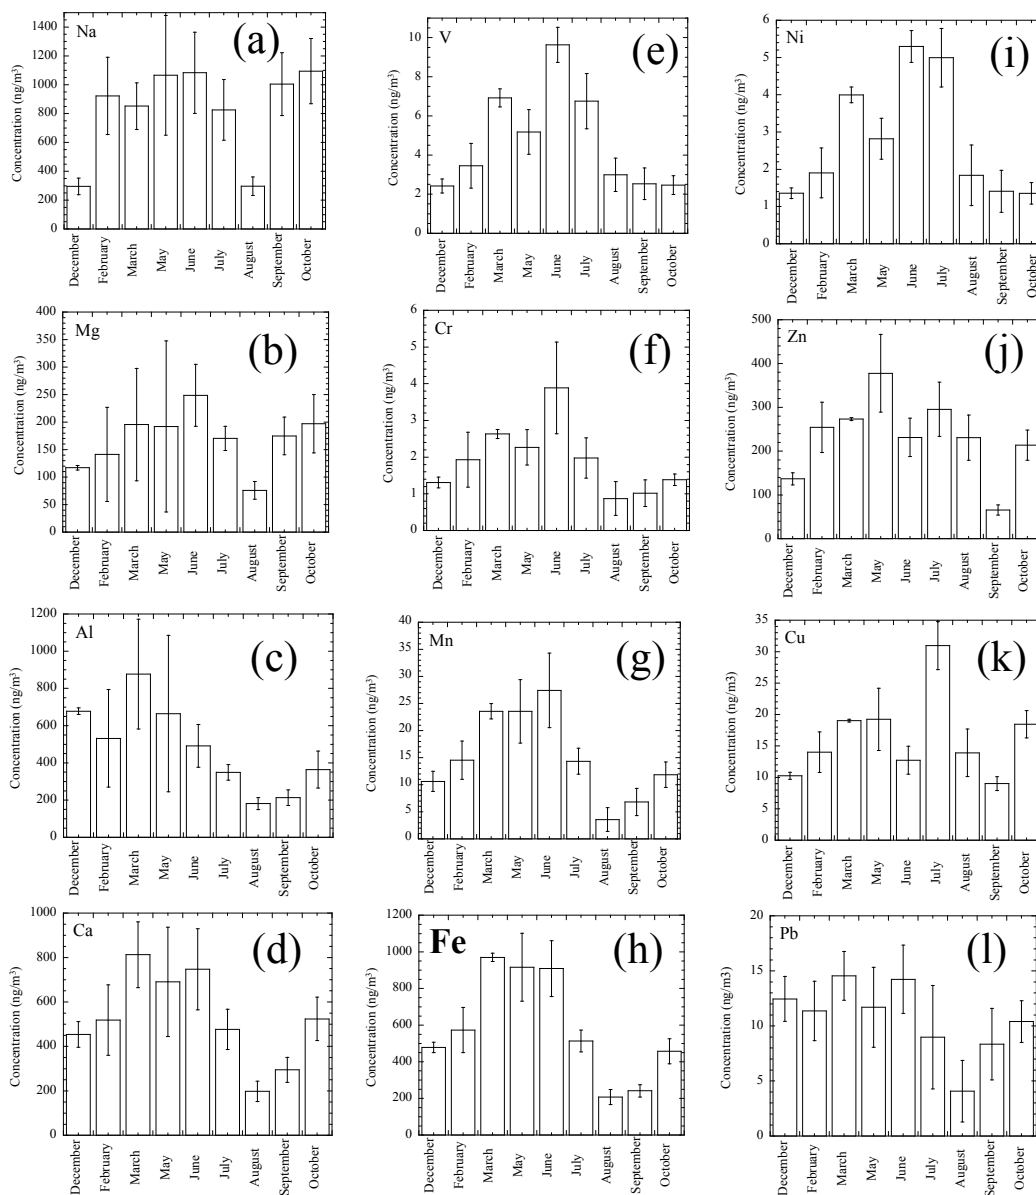 Na
(a)
Concentration (ng/m³)
1400
1200
1000
800
600
400
200
0
December
February
March
May
June
July
August
September
October
V
(e)
Concentration (ng/m³)
10
8
6
4
2
0
December
February
March
May
June
July
August
September
October
Ni
(i)
Concentration (ng/m³)
6
5
4
3
2
1
0
December
February
March
May
June
July
August
September
October
Mg
(b)
Concentration (ng/m³)
400
350
300
250
200
150
100
50
0
December
February
March
May
June
July
August
September
October
Cr
(f)
Concentration (ng/m³)
6
5
4
3
2
1
0
December
February
March
May
June
July
August
September
October
Zn
(j)
Concentration (ng/m³)
500
400
300
200
100
0
December
February
March
May
June
July
August
September
October
Al
(c)
Concentration (ng/m³)
1200
1000
800
600
400
200
0
December
February
March
May
June
July
August
September
October
Mn
(g)
Concentration (ng/m³)
40
35
30
25
20
15
10
5
0
December
February
March
May
June
July
August
September
October
Cu
(k)
Concentration (ng/m3)
35
30
25
20
15
10
5
0
December
February
March
May
June
July
August
September
October
Ca
(d)
Concentration (ng/m³)
1000
800
600
400
200
0
December
February
March
May
June
July
August
September
October
Fe
(h)
Concentration (ng/m³)
1200
1000
800
600
400
200
0
December
February
March
May
June
July
August
September
October
Pb
(l)
Concentration (ng/m3)
20
15
10
5
0
December
February
March
May
June
July
August
September
October